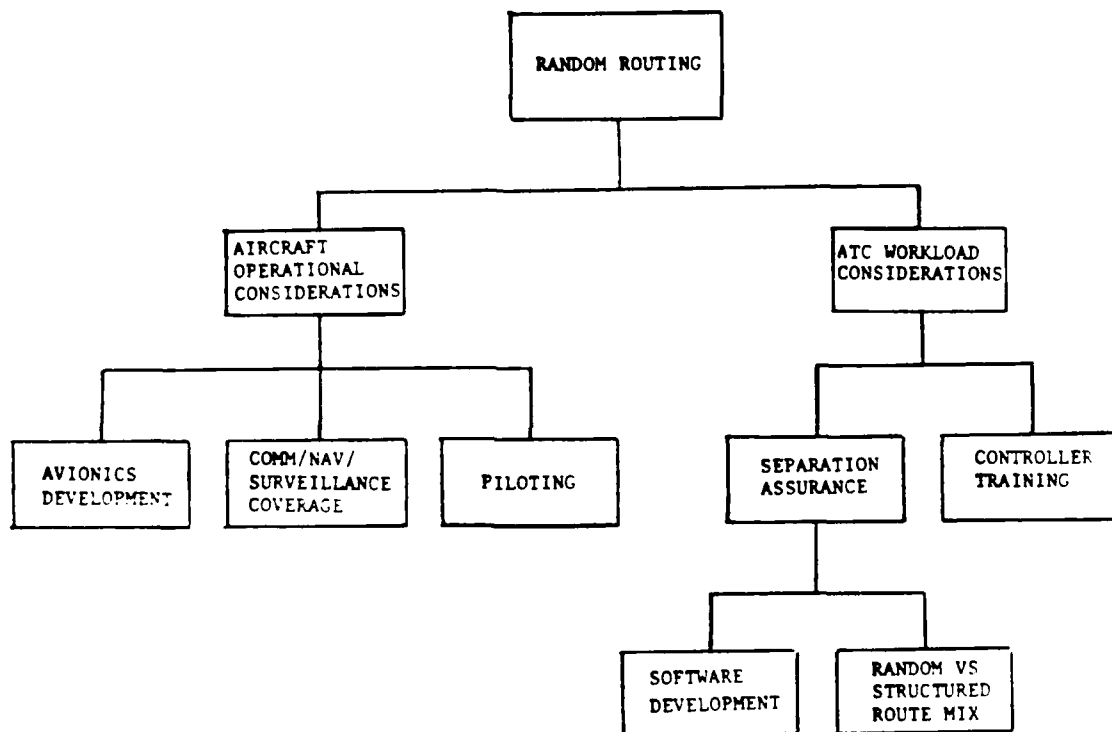 RANDOM ROUTING
AIRCRAFT
OPERATIONAL
CONSIDERATIONS
ATC WORKLOAD
CONSIDERATIONS
AVIONICS
DEVELOPMENT
COMM/NAV/
SURVEILLANCE
COVERAGE
PILOTING
SEPARATION
ASSURANCE
CONTROLLER
TRAINING
SOFTWARE
DEVELOPMENT
RANDOM VS
STRUCTURED
ROUTE MIX